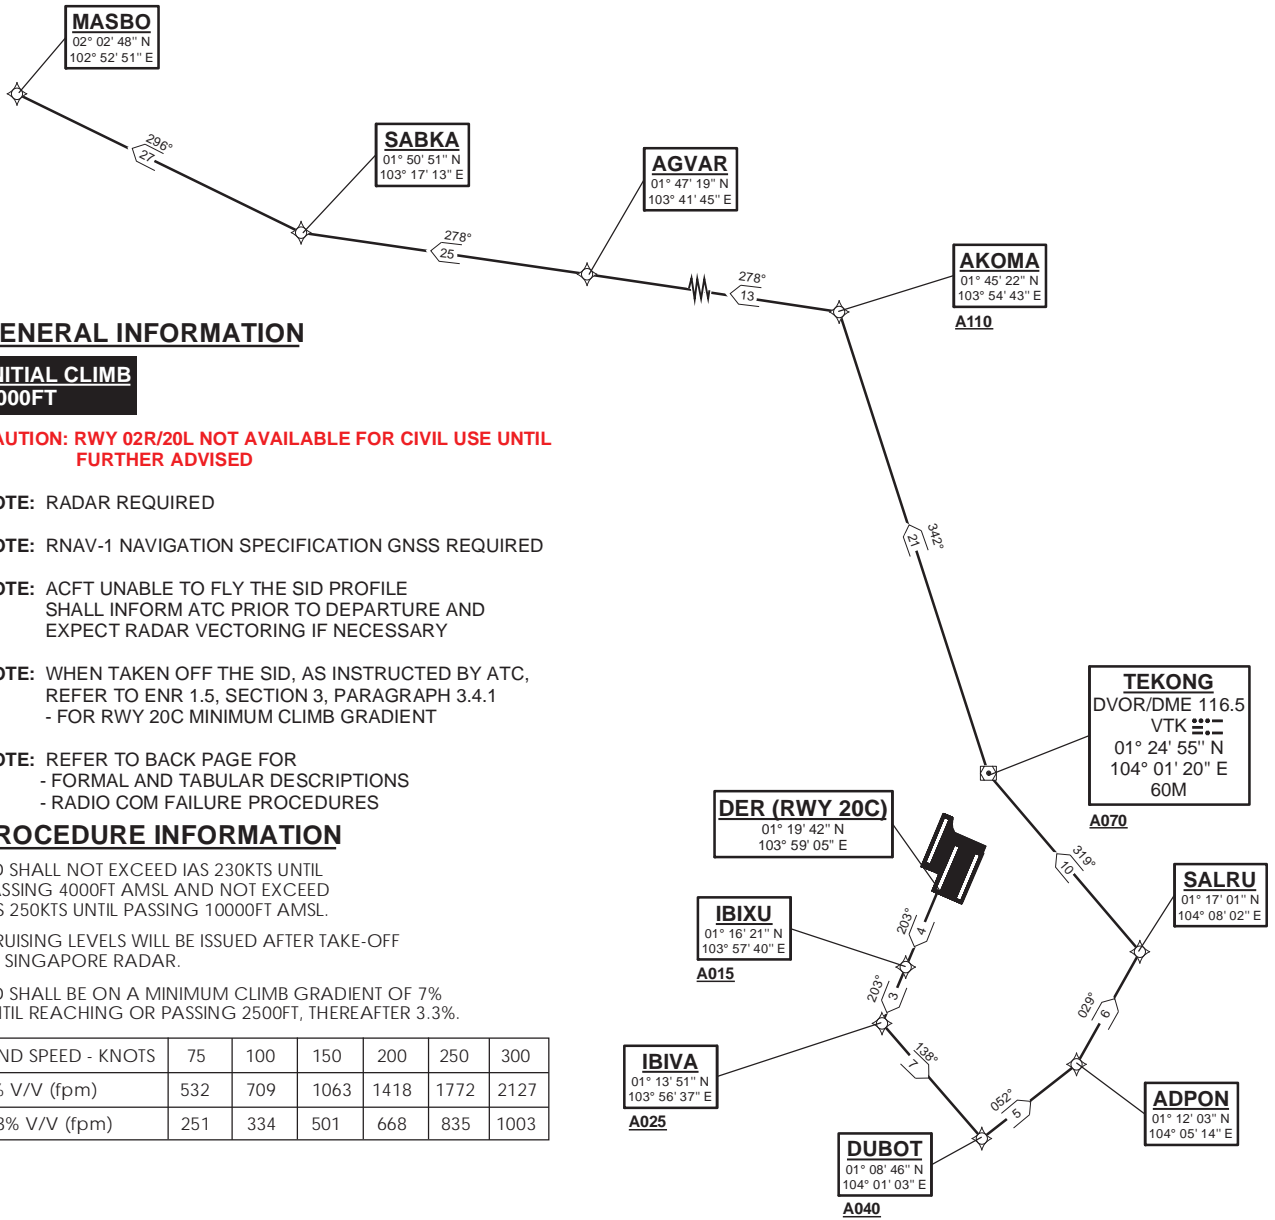 MASBO
02° 02' 48" N
102° 52' 51" E
296°
27
SABKA
01° 50' 51" N
103° 17' 13" E
278°
25
AGVAR
01° 47' 19" N
103° 41' 45" E
278°
13
AKOMA
01° 45' 22" N
103° 54' 43" E
A110
342°
21
ENERAL INFORMATION
NITIAL CLIMB
000FT
AUTION: RWY 02R/20L NOT AVAILABLE FOR CIVIL USE UNTIL
FURTHER ADVISED
OTE: RADAR REQUIRED
OTE: RNAV-1 NAVIGATION SPECIFICATION GNSS REQUIRED
OTE: ACFT UNABLE TO FLY THE SID PROFILE
SHALL INFORM ATC PRIOR TO DEPARTURE AND
EXPECT RADAR VECTORING IF NECESSARY
OTE: WHEN TAKEN OFF THE SID, AS INSTRUCTED BY ATC,
REFER TO ENR 1.5, SECTION 3, PARAGRAPH 3.4.1
- FOR RWY 20C MINIMUM CLIMB GRADIENT
OTE: REFER TO BACK PAGE FOR
- FORMAL AND TABULAR DESCRIPTIONS
- RADIO COM FAILURE PROCEDURES
ROCEDURE INFORMATION
D SHALL NOT EXCEED IAS 230KTS UNTIL
ASSING 4000FT AMSL AND NOT EXCEED
S 250KTS UNTIL PASSING 10000FT AMSL.
RUISING LEVELS WILL BE ISSUED AFTER TAKE-OFF
SINGAPORE RADAR.
D SHALL BE ON A MINIMUM CLIMB GRADIENT OF 7%
NTIL REACHING OR PASSING 2500FT, THEREAFTER 3.3%.
ND SPEED - KNOTS 75 100 150 200 250 300
% V/V (fpm) 532 709 1063 1418 1772 2127
3% V/V (fpm) 251 334 501 668 835 1003
TEKONG
DVOR/DME 116.5
VTK
01° 24' 55" N
104° 01' 20" E
60M
A070
DER (RWY 20C)
01° 19' 42" N
103° 59' 05" E
203°
4
IBIXU
01° 16' 21" N
103° 57' 40" E
A015
203°
3
IBIVA
01° 13' 51" N
103° 56' 37" E
A025
138°
7
DUBOT
01° 08' 46" N
104° 01' 03" E
A040
052°
5
ADPON
01° 12' 03" N
104° 05' 14" E
029°
6
SALRU
01° 17' 01" N
104° 08' 02" E
319°
10